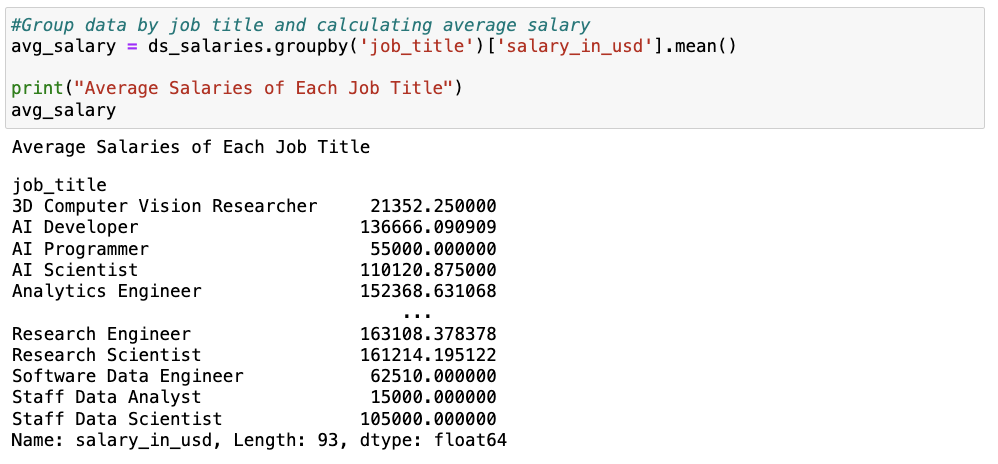 #Group data by job title and calculating average salary
avg_salary = ds_salaries.groupby('job_title')['salary_in_usd'].mean()
print("Average Salaries of Each Job Title")
avg_salary
Average Salaries of Each Job Title
job_title
3D Computer Vision Researcher     21352.250000
AI Developer                     136666.090909
AI Programmer                     55000.000000
AI Scientist                     110120.875000
Analytics Engineer               152368.631068
                                     ...
Research Engineer                163108.378378
Research Scientist               161214.195122
Software Data Engineer            62510.000000
Staff Data Analyst                15000.000000
Staff Data Scientist             105000.000000
Name: salary_in_usd, Length: 93, dtype: float64